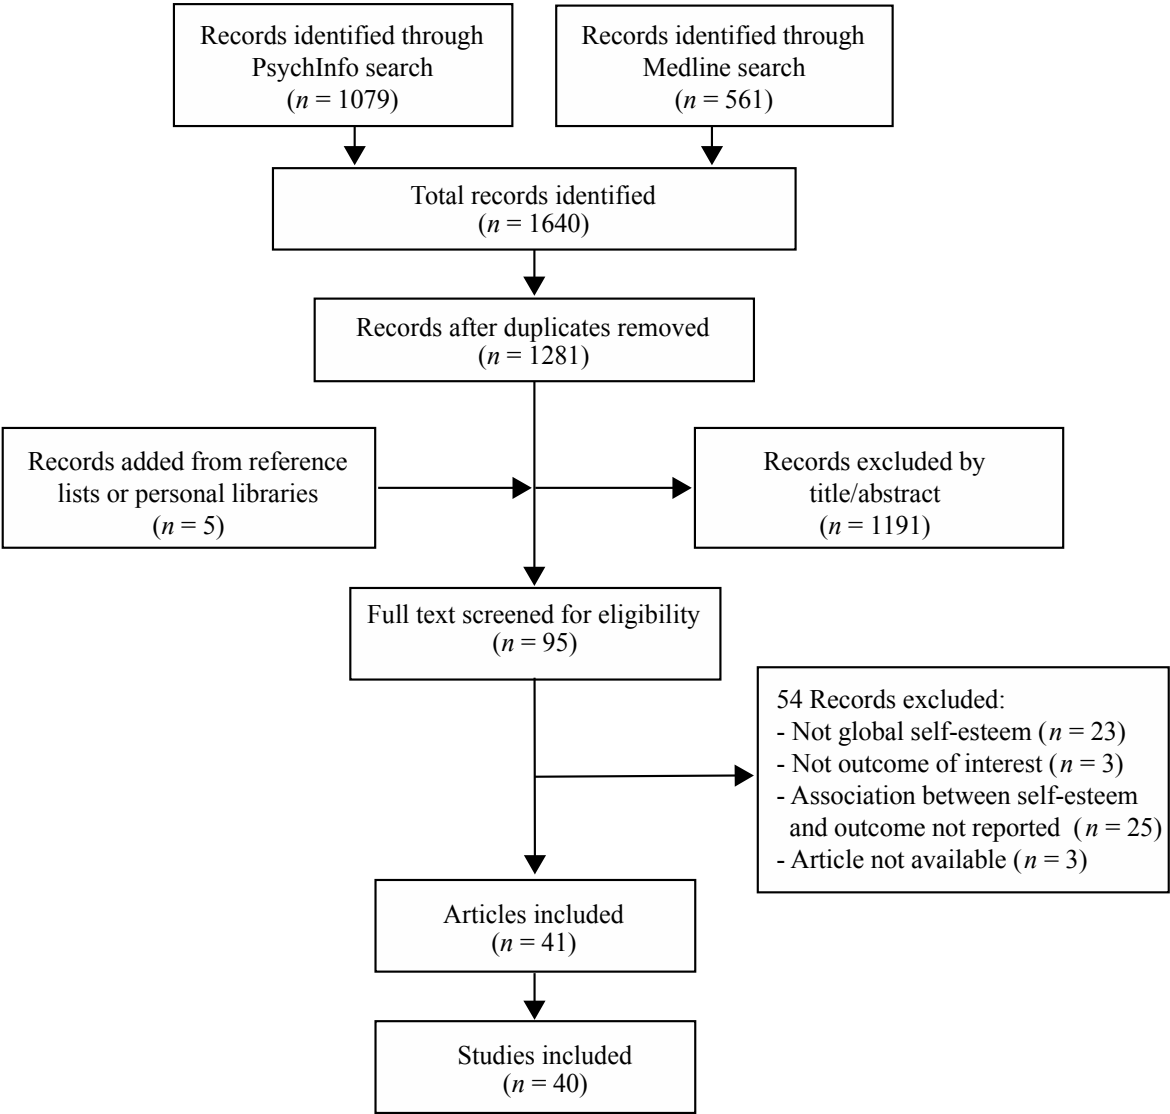 Records identified through
PsychInfo search
(n = 1079)
Records identified through
Medline search
(n = 561)
Total records identified
(n = 1640)
Records after duplicates removed
(n = 1281)
Records added from reference
lists or personal libraries
(n = 5)
Records excluded by
title/abstract
(n = 1191)
Full text screened for eligibility
(n = 95)
54 Records excluded:
- Not global self-esteem (n = 23)
- Not outcome of interest (n = 3)
- Association between self-esteem
and outcome not reported (n = 25)
- Article not available (n = 3)
Articles included
(n = 41)
Studies included
(n = 40)